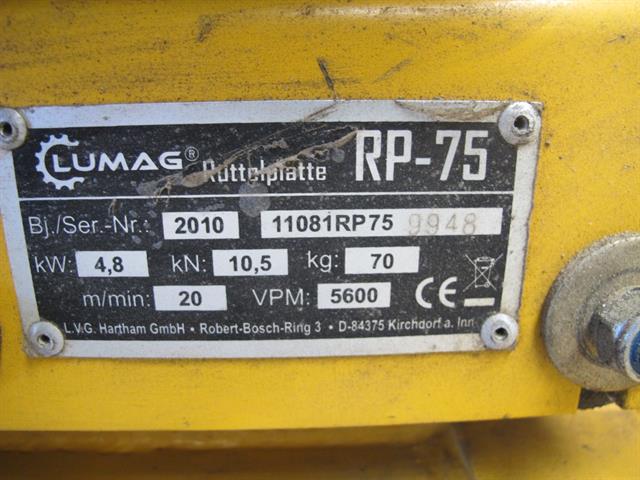 LUMAG® Rüttelplatte RP-75
Bj./Ser.-Nr.: 2010 11081RP75 9948
kW: 4,8 kN: 10,5 kg: 70
m/min: 20 VPM: 5600 CE
L.V.G. Hartham GmbH • Robert-Bosch-Ring 3 • D-84375 Kirchdorf a. Inn